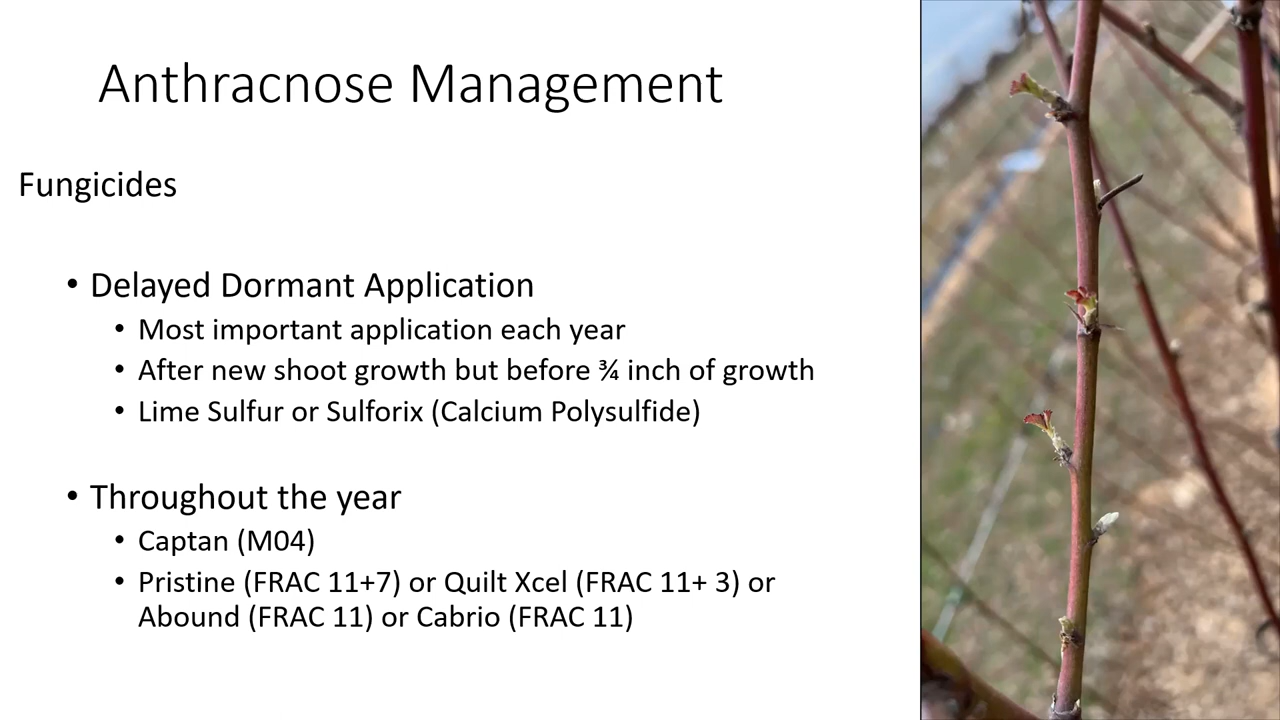 Anthracnose Management
Fungicides
• Delayed Dormant Application
• Most important application each year
• After new shoot growth but before ¾ inch of growth
• Lime Sulfur or Sulforix (Calcium Polysulfide)
• Throughout the year
• Captan (M04)
• Pristine (FRAC 11+7) or Quilt Xcel (FRAC 11+ 3) or
Abound (FRAC 11) or Cabrio (FRAC 11)